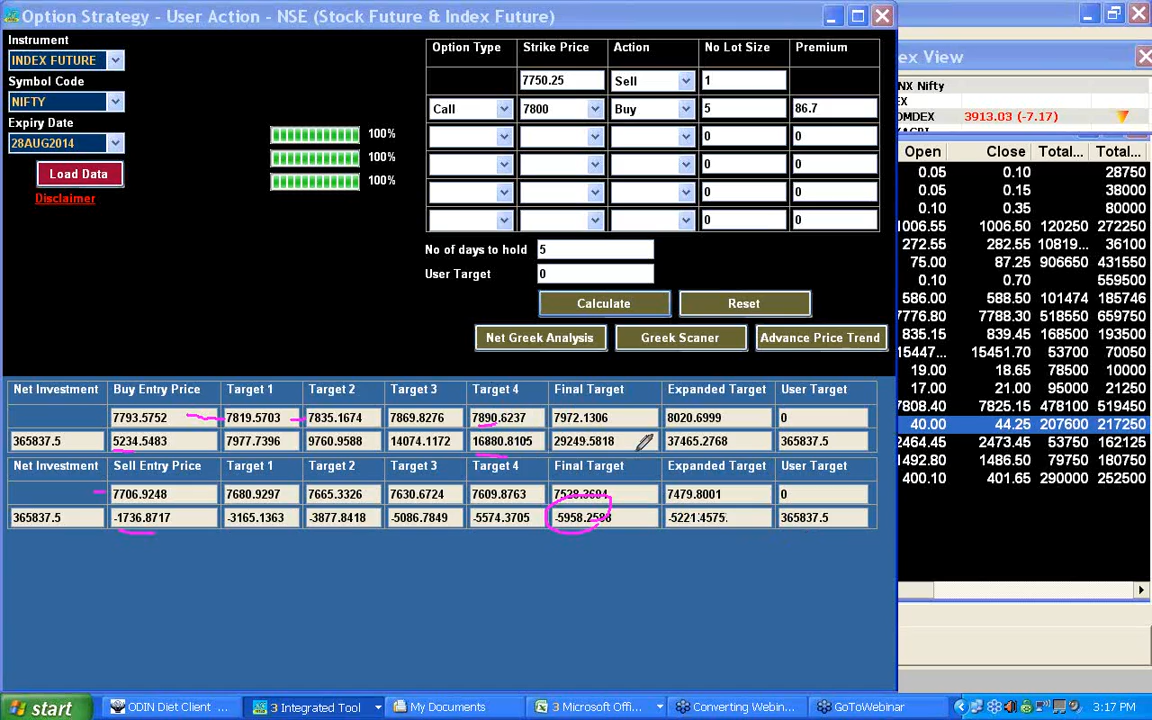 Option Strategy - User Action - NSE (Stock Future & Index Future)
Instrument
INDEX FUTURE
Symbol Code
NIFTY
Expiry Date
28AUG2014
Load Data
Disclaimer
100%
100%
100%
Option Type Strike Price Action No Lot Size Premium
7750.25 Sell 1
Call 7800 Buy 5 86.7
0 0
0 0
0 0
0 0
No of days to hold 5
User Target 0
Calculate Reset
Net Greek Analysis Greek Scaner Advance Price Trend
Net Investment Buy Entry Price Target 1 Target 2 Target 3 Target 4 Final Target Expanded Target User Target
7793.5752 7819.5703 7835.1674 7869.8276 7890.6237 7972.1306 8020.6999 0
365837.5 5234.5483 7977.7396 9760.9588 14074.1172 16880.8105 29249.5818 37465.2768 365837.5
Net Investment Sell Entry Price Target 1 Target 2 Target 3 Target 4 Final Target Expanded Target User Target
7706.9248 7680.9297 7665.3326 7630.6724 7609.8763 7479.8001 0
365837.5 -1736.8717 -3165.1363 -3877.8418 -5086.7849 -5574.3705 -5221.4575 365837.5
ex View
NX Nifty
EX
OMDEX 3913.03 (-7.17)
Open Close Total... Total...
0.05 0.10 28750
0.05 0.15 38000
0.10 0.35 80000
1006.55 1006.50 120250 272250
272.55 282.55 10819... 36100
75.00 87.25 906650 431550
0.10 0.70 559500
586.00 588.50 101474 185746
7776.80 7788.30 518550 659750
835.15 839.45 168500 193500
15447... 15451.70 53700 70050
19.00 18.65 78500 10000
17.00 21.00 95000 21250
7808.40 7825.15 478100 519450
40.00 44.25 207600 217250
2464.45 2473.45 53750 162125
1492.80 1486.50 79750 180750
400.10 401.65 290000 252500
start ODIN Diet Client ... 3 Integrated Tool My Documents 3 Microsoft Offi... Converting Webin... GoToWebinar 3:17 PM